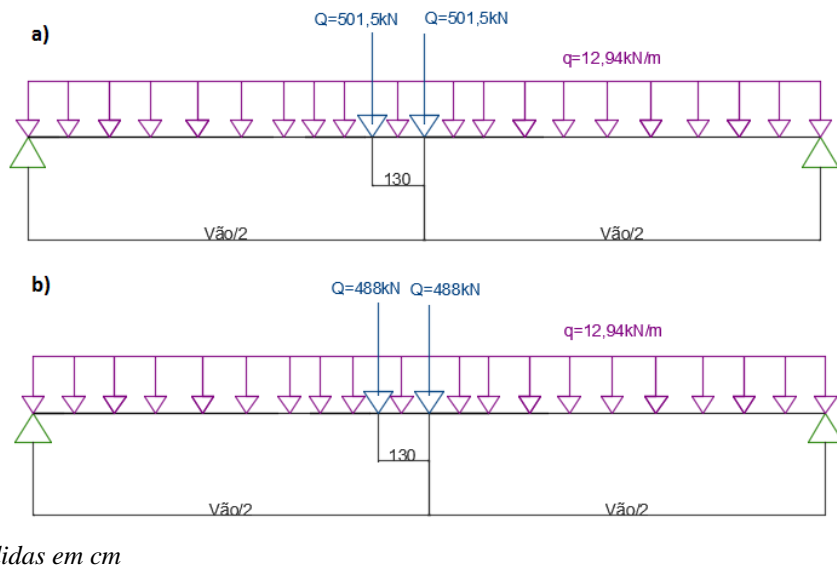 a)
Q=501,5kN Q=501,5kN
q=12,94kN/m
130
Vão/2 Vão/2
b)
Q=488kN Q=488kN
q=12,94kN/m
130
Vão/2 Vão/2
lidas em cm